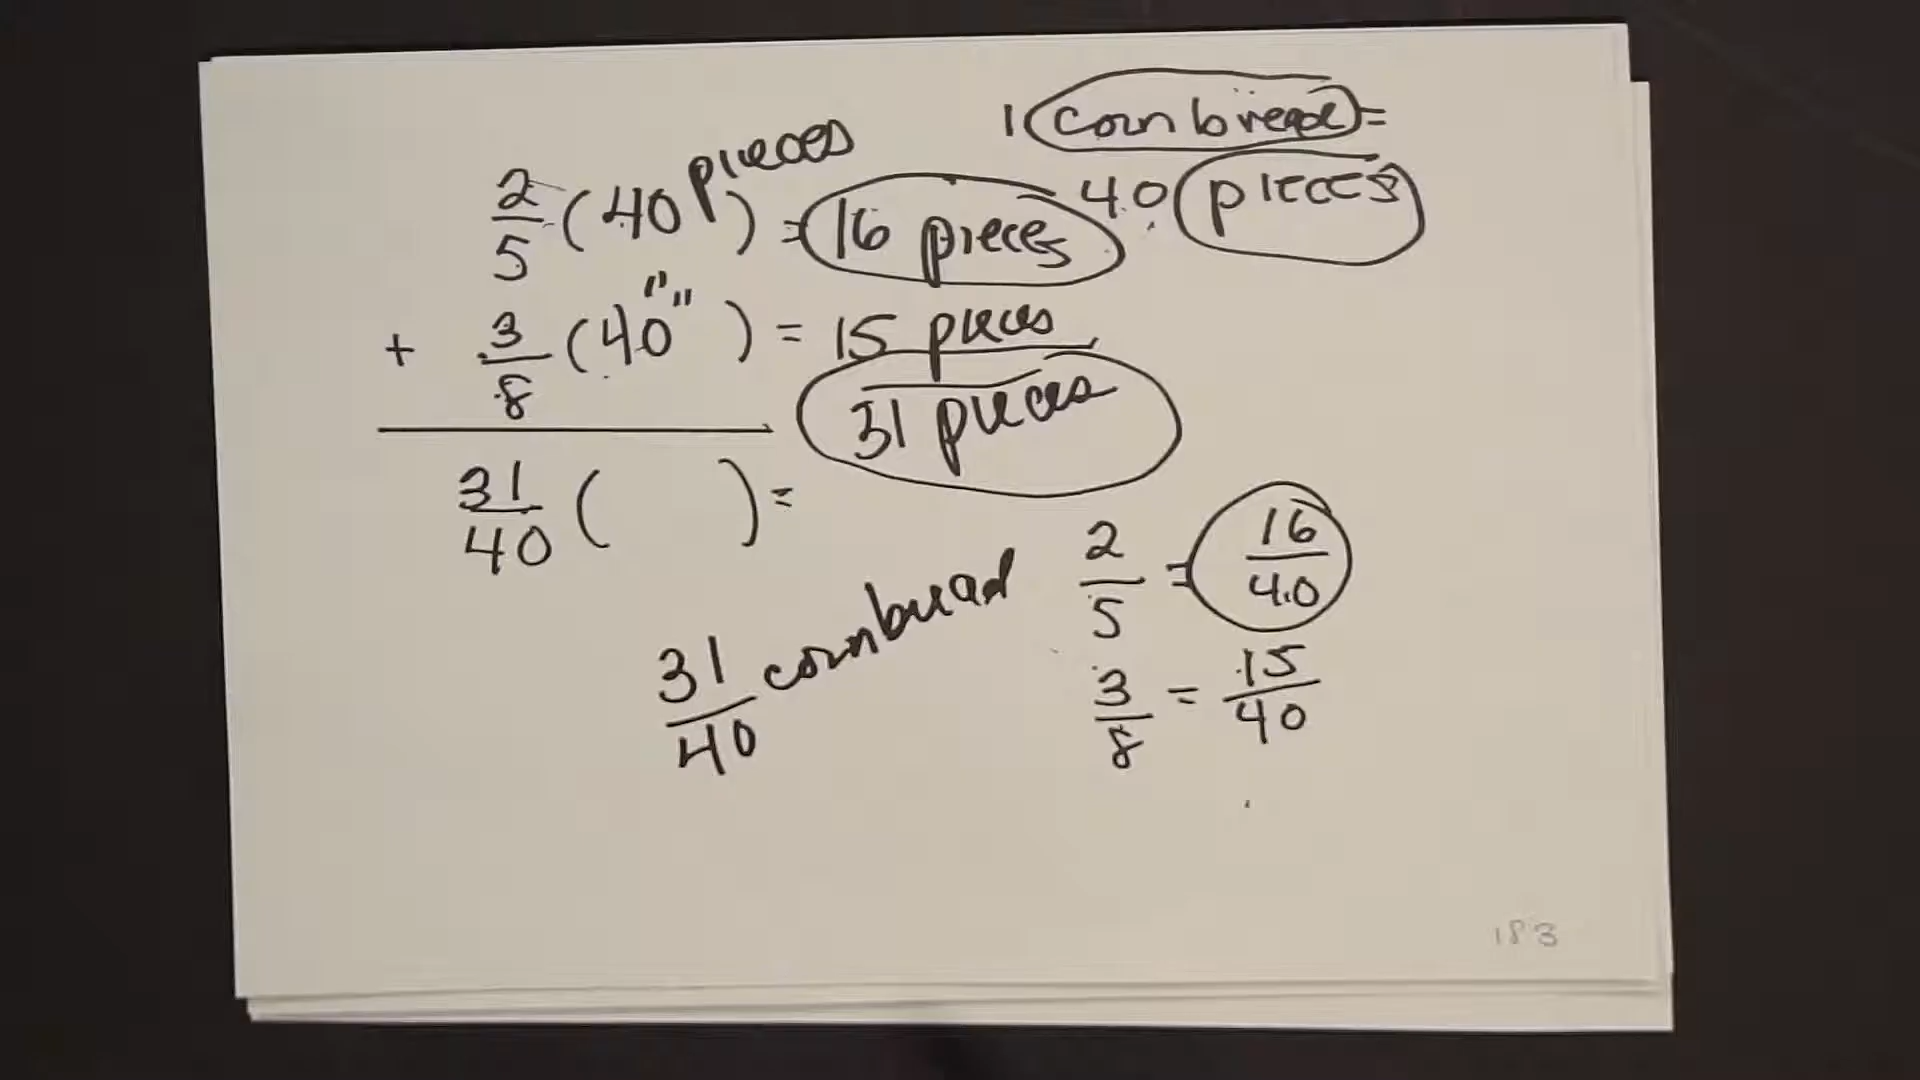 1 cornbread =
40 pieces
2/5 (40 pieces) = 16 pieces
+ 3/8 (40 " ") = 15 pieces
31 pieces
31/40 ( ) =
2/5 = 16/40
31/40 cornbread
3/8 = 15/40
183